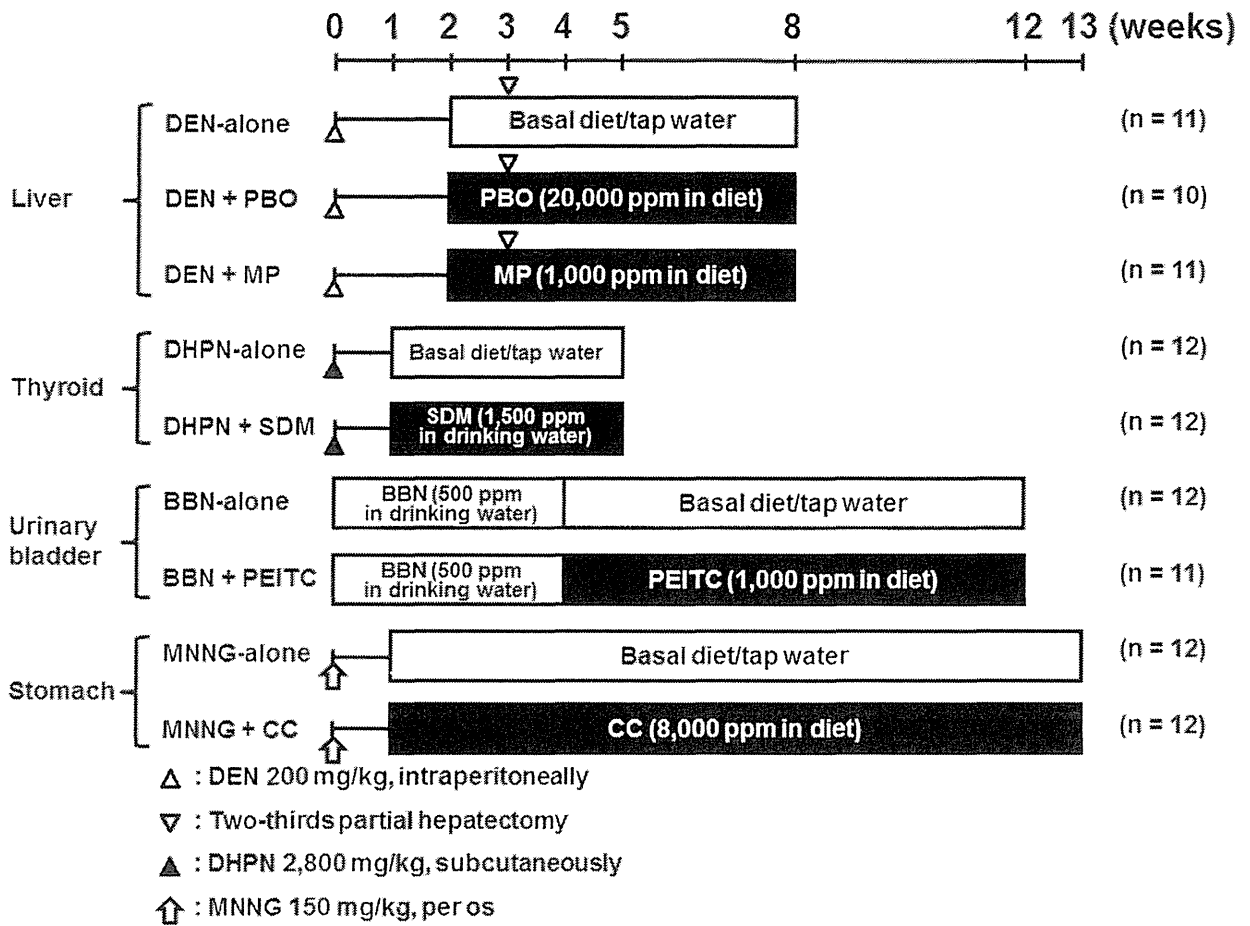 0 1 2 3 4 5 8 12 13 (weeks)
Liver
DEN-alone
Basal diet/tap water
(n = 11)
DEN + PBO
PBO (20,000 ppm in diet)
(n = 10)
DEN + MP
MP (1,000 ppm in diet)
(n = 11)
Thyroid
DHPN-alone
Basal diet/tap water
(n = 12)
DHPN + SDM
SDM (1,500 ppm
in drinking water)
(n = 12)
Urinary
bladder
BBN-alone
BBN (500 ppm
in drinking water)
Basal diet/tap water
(n = 12)
BBN + PEITC
BBN (500 ppm
in drinking water)
PEITC (1,000 ppm in diet)
(n = 11)
Stomach
MNNG-alone
Basal diet/tap water
(n = 12)
MNNG + CC
CC (8,000 ppm in diet)
(n = 12)
: DEN 200 mg/kg, intraperitoneally
: Two-thirds partial hepatectomy
: DHPN 2,800 mg/kg, subcutaneously
: MNNG 150 mg/kg, per os